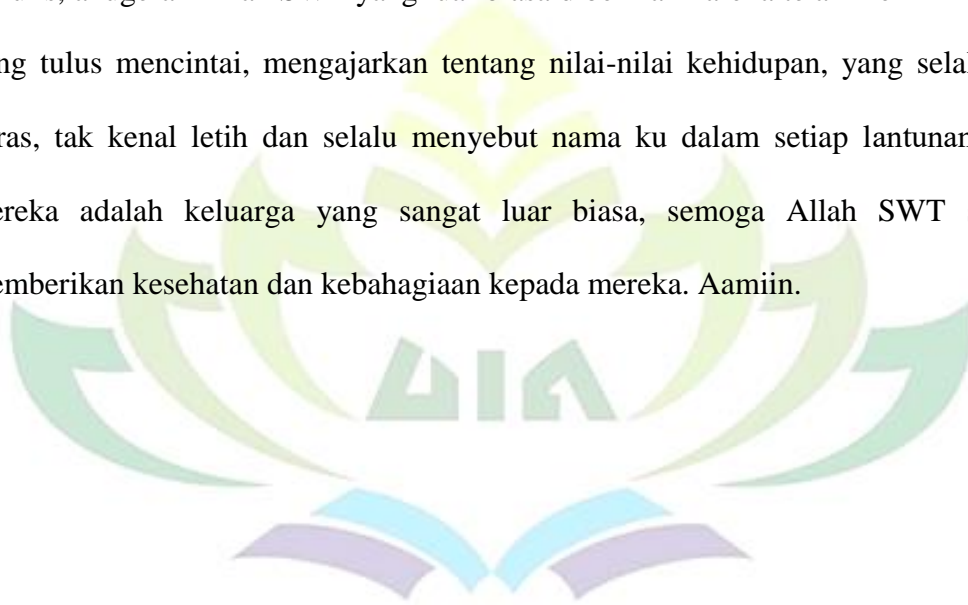 ng tulus mencintai, mengajarkan tentang nilai-nilai kehidupan, yang sela
ras, tak kenal letih dan selalu menyebut nama ku dalam setiap lantunan
ereka adalah keluarga yang sangat luar biasa, semoga Allah SWT
emberikan kesehatan dan kebahagiaan kepada mereka. Aamiin.
UIN